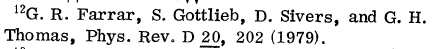 ¹²G. R. Farrar, S. Gottlieb, D. Sivers, and G. H.
Thomas, Phys. Rev. D 20, 202 (1979).